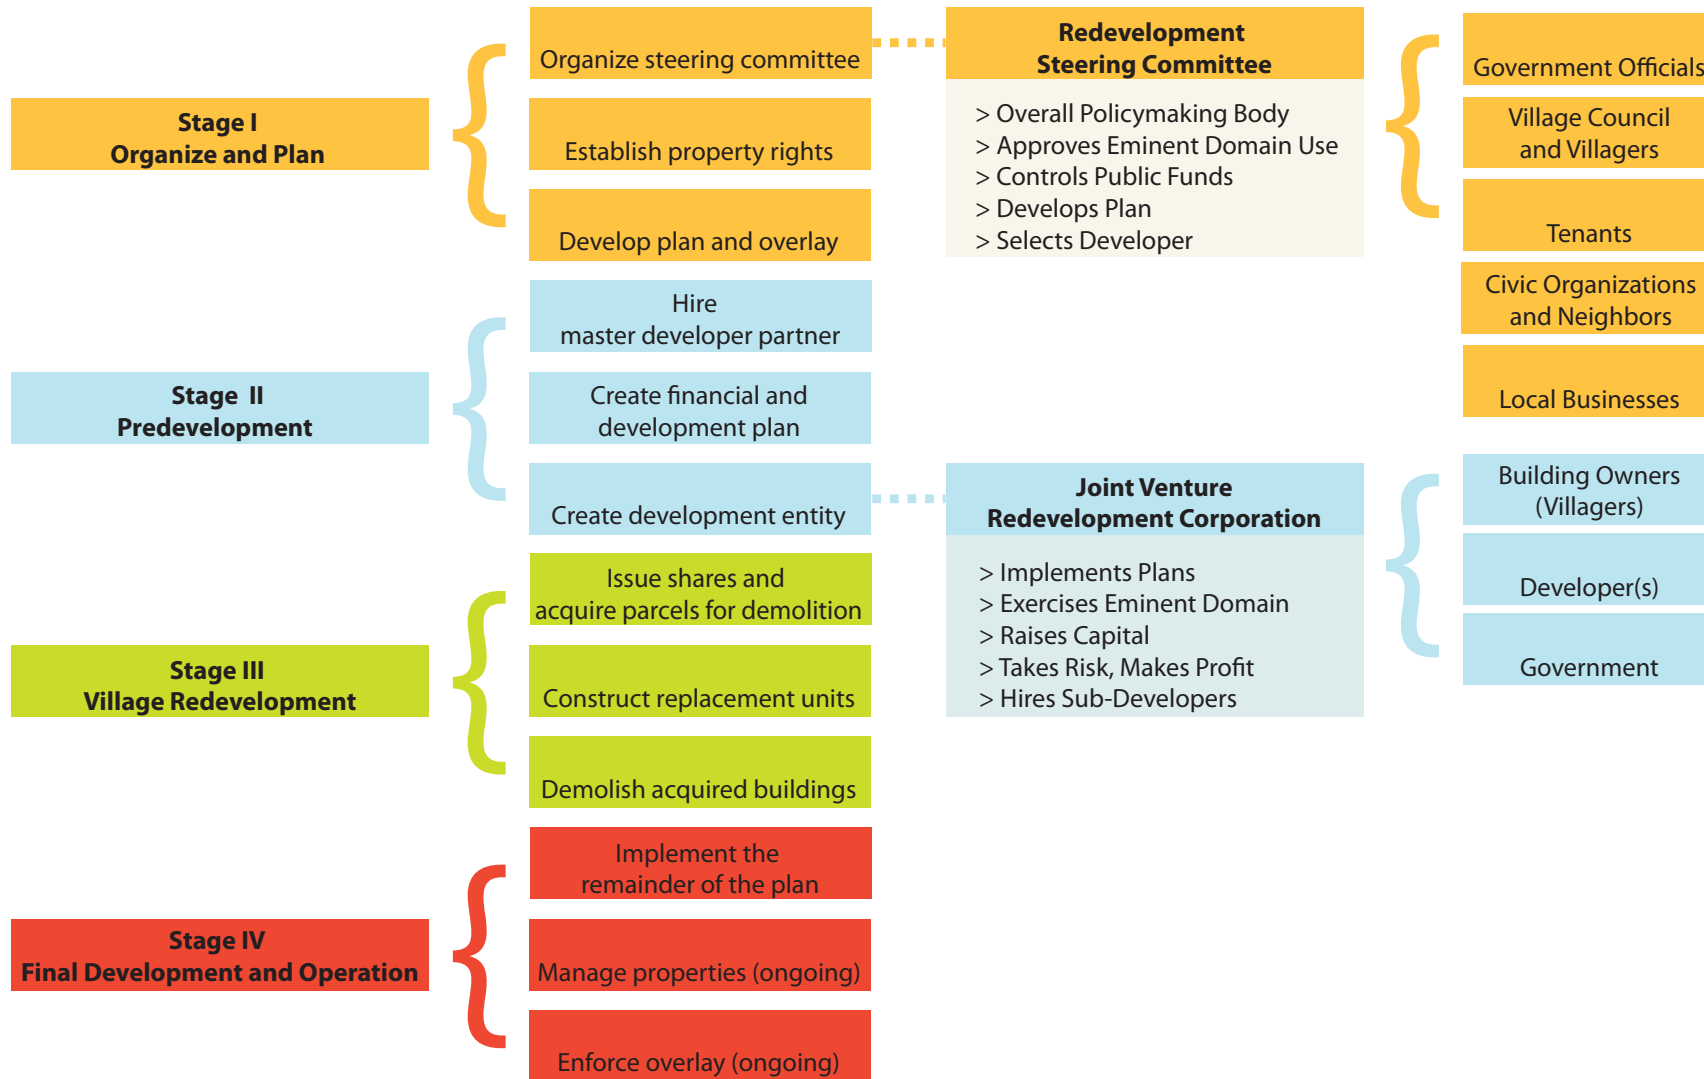 Stage I
Organize and Plan
Organize steering committee
Establish property rights
Develop plan and overlay
Redevelopment
Steering Committee
> Overall Policymaking Body
> Approves Eminent Domain Use
> Controls Public Funds
> Develops Plan
> Selects Developer
Government Officials
Village Council
and Villagers
Tenants
Civic Organizations
and Neighbors
Local Businesses
Stage II
Predevelopment
Hire
master developer partner
Create financial and
development plan
Create development entity
Joint Venture
Redevelopment Corporation
> Implements Plans
> Exercises Eminent Domain
> Raises Capital
> Takes Risk, Makes Profit
> Hires Sub-Developers
Building Owners
(Villagers)
Developer(s)
Government
Stage III
Village Redevelopment
Issue shares and
acquire parcels for demolition
Construct replacement units
Demolish acquired buildings
Stage IV
Final Development and Operation
Implement the
remainder of the plan
Manage properties (ongoing)
Enforce overlay (ongoing)